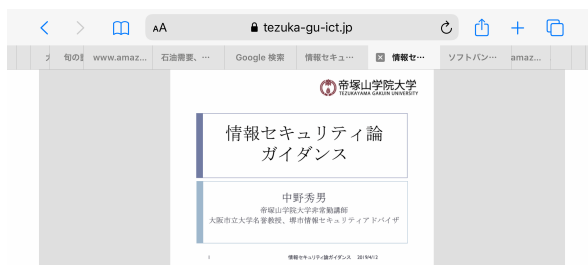 AA tezuka-gu-ict.jp
旬の www.amaz... 石油需要、… Google 検索 情報セキュ… 情報セ… ソフトバン… amaz...
帝塚山学院大学
TEZUKAYAMA GAKUIN UNIVERSITY
情報セキュリティ論
ガイダンス
中野秀男
帝塚山学院大学非常勤講師
大阪市立大学名誉教授、堺市情報セキュリティアドバイザ
1 情報セキュリティ論ガイダンス 2019/4/12